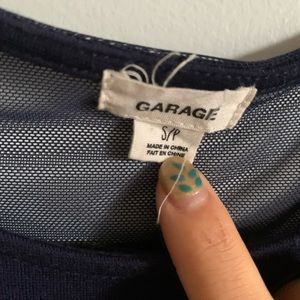 GARAGE
S/P
MADE IN CHINA
FAIT EN CHINE